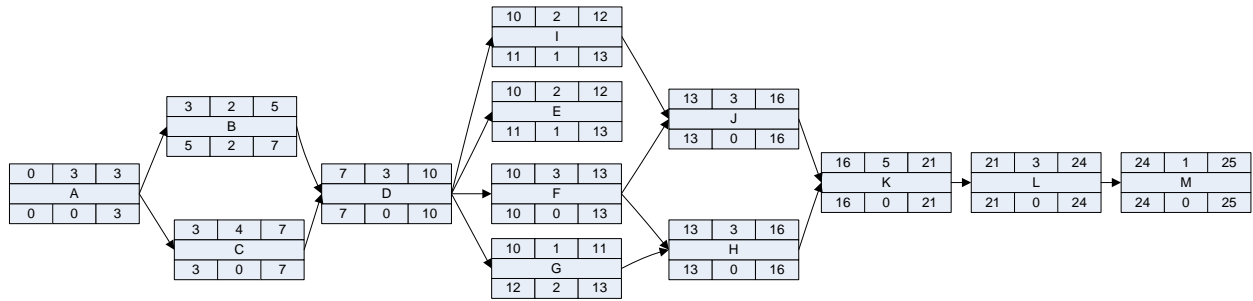 0 3 3
A
0 0 3
3 2 5
B
5 2 7
3 4 7
C
3 0 7
7 3 10
D
7 0 10
10 2 12
I
11 1 13
10 2 12
E
11 1 13
10 3 13
F
10 0 13
10 1 11
G
12 2 13
13 3 16
J
13 0 16
13 3 16
H
13 0 16
16 5 21
K
16 0 21
21 3 24
L
21 0 24
24 1 25
M
24 0 25